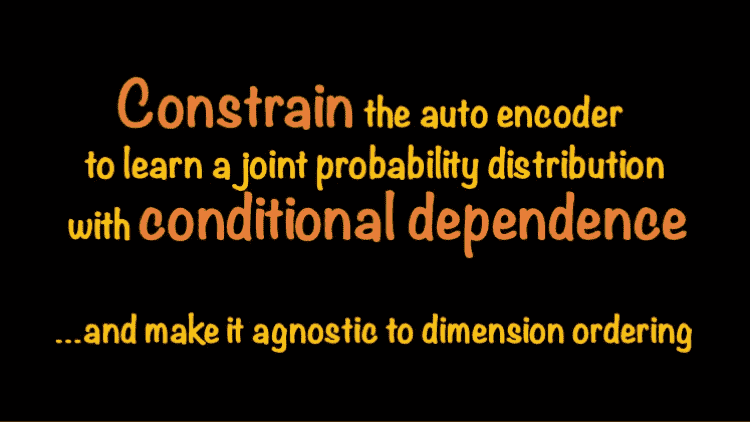 Constrain the auto encoder
to learn a joint probability distribution
with conditional dependence
...and make it agnostic to dimension ordering